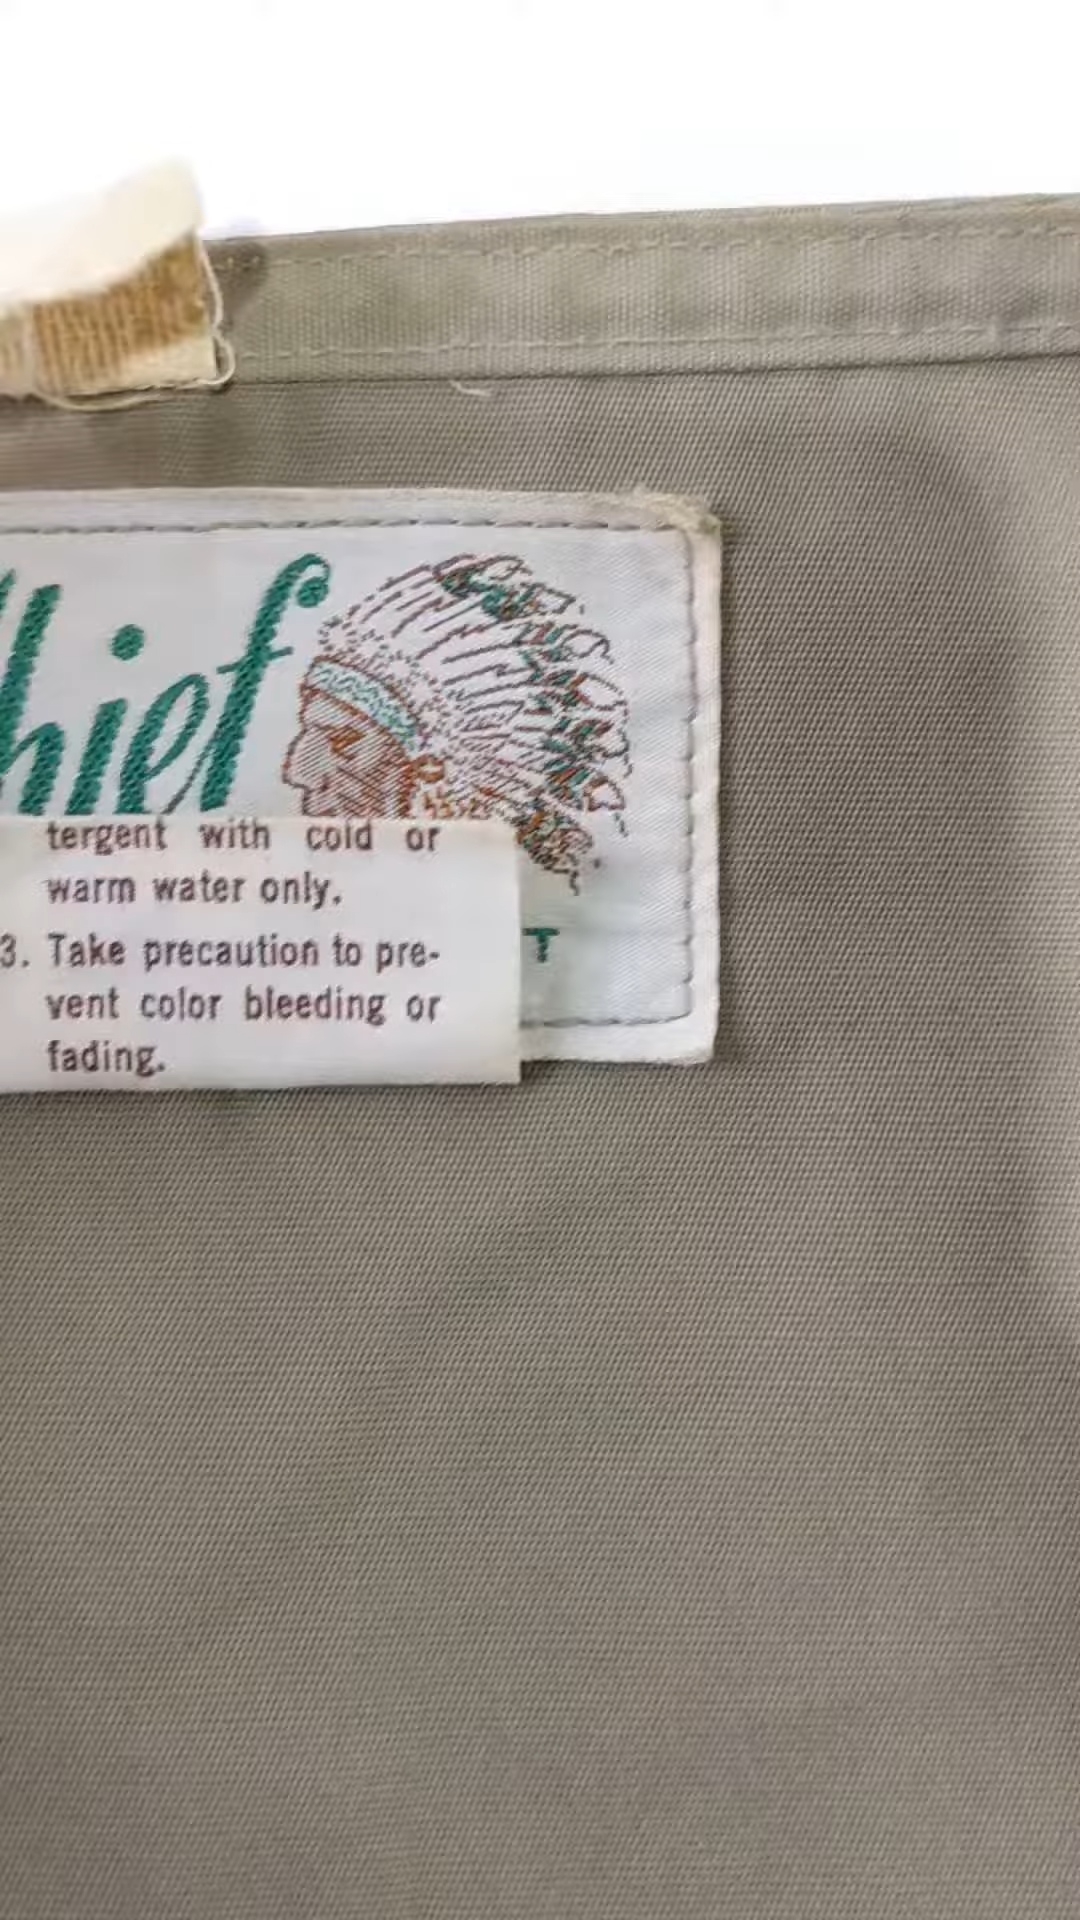 hief
tergent with cold or
warm water only.
3. Take precaution to pre-
vent color bleeding or
fading.
T